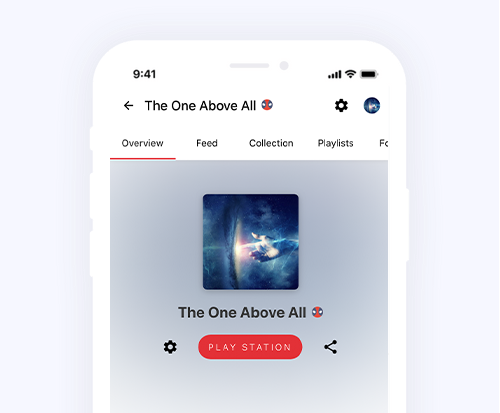 9:41
The One Above All
Overview Feed Collection Playlists Fo
The One Above All
PLAY STATION